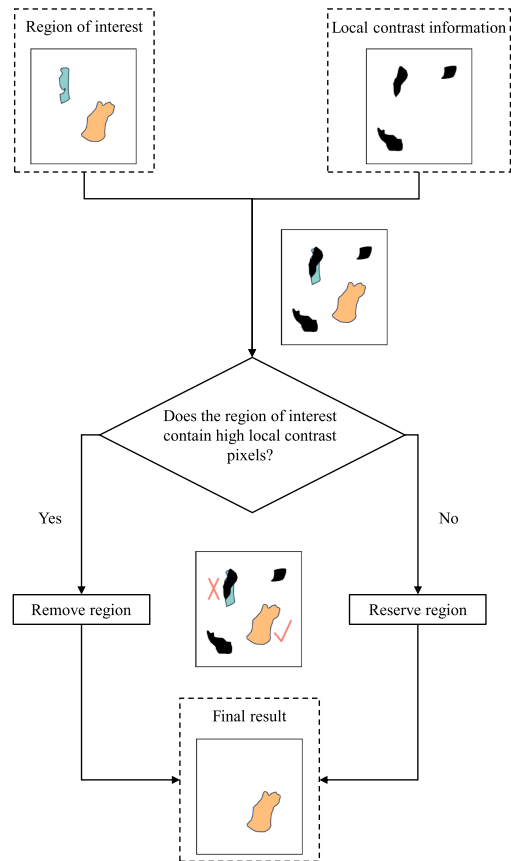 Region of interest
Local contrast information
Does the region of interest
contain high local contrast
pixels?
Yes
No
Remove region
Reserve region
Final result